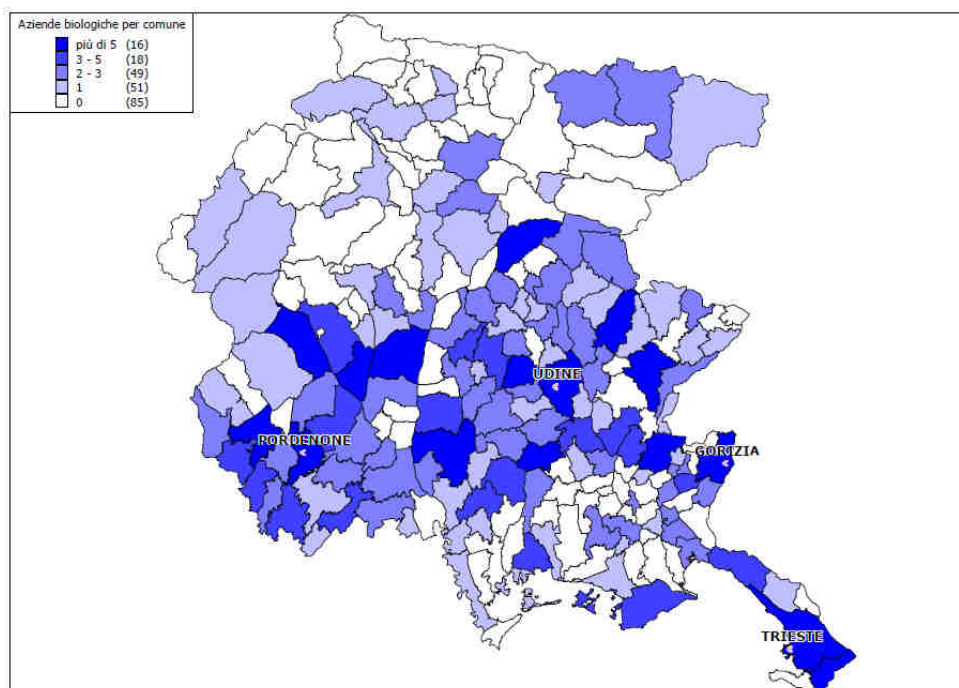 Aziende biologiche per comune
più di 5 (16)
3 - 5 (18)
2 - 3 (49)
1 (51)
0 (85)
UDINE
PORDENONE
GORIZIA
TRIESTE